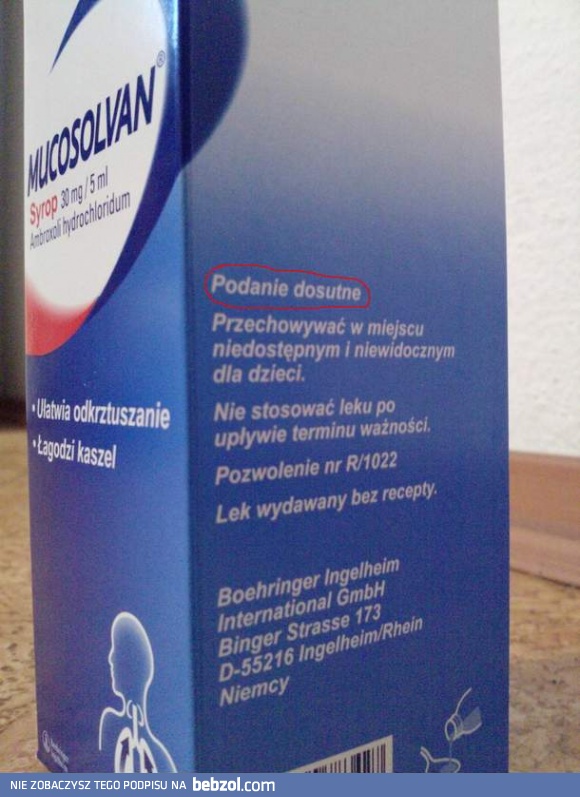 MUCOSOLVAN®
Syrop 30 mg / 5 ml
Ambroxoli hydrochloridum
• Ułatwia odkrztuszanie
• Łagodzi kaszel
Podanie dosutne
Przechowywać w miejscu
niedostępnym i niewidocznym
dla dzieci.
Nie stosować leku po
upływie terminu ważności.
Pozwolenie nr R/1022
Lek wydawany bez recepty.
Boehringer Ingelheim
International GmbH
Binger Strasse 173
D-55216 Ingelheim/Rhein
Niemcy
NIE ZOBACZYSZ TEGO PODPISU NA bebzol.com